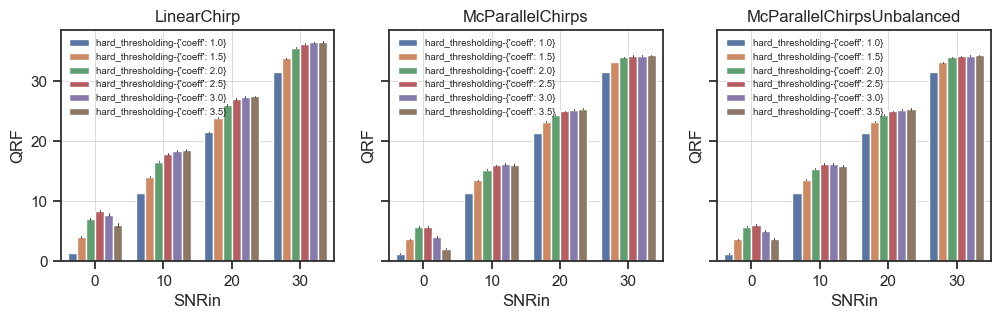 LinearChirp
McParallelChirps
McParallelChirpsUnbalanced
hard_thresholding-{'coeff': 1.0}
hard_thresholding-{'coeff': 1.5}
hard_thresholding-{'coeff': 2.0}
hard_thresholding-{'coeff': 2.5}
hard_thresholding-{'coeff': 3.0}
hard_thresholding-{'coeff': 3.5}
hard_thresholding-{'coeff': 1.0}
hard_thresholding-{'coeff': 1.5}
hard_thresholding-{'coeff': 2.0}
hard_thresholding-{'coeff': 2.5}
hard_thresholding-{'coeff': 3.0}
hard_thresholding-{'coeff': 3.5}
hard_thresholding-{'coeff': 1.0}
hard_thresholding-{'coeff': 1.5}
hard_thresholding-{'coeff': 2.0}
hard_thresholding-{'coeff': 2.5}
hard_thresholding-{'coeff': 3.0}
hard_thresholding-{'coeff': 3.5}
QRF
QRF
QRF
30
20
10
0
0 10 20 30
0 10 20 30
0 10 20 30
SNRin
SNRin
SNRin